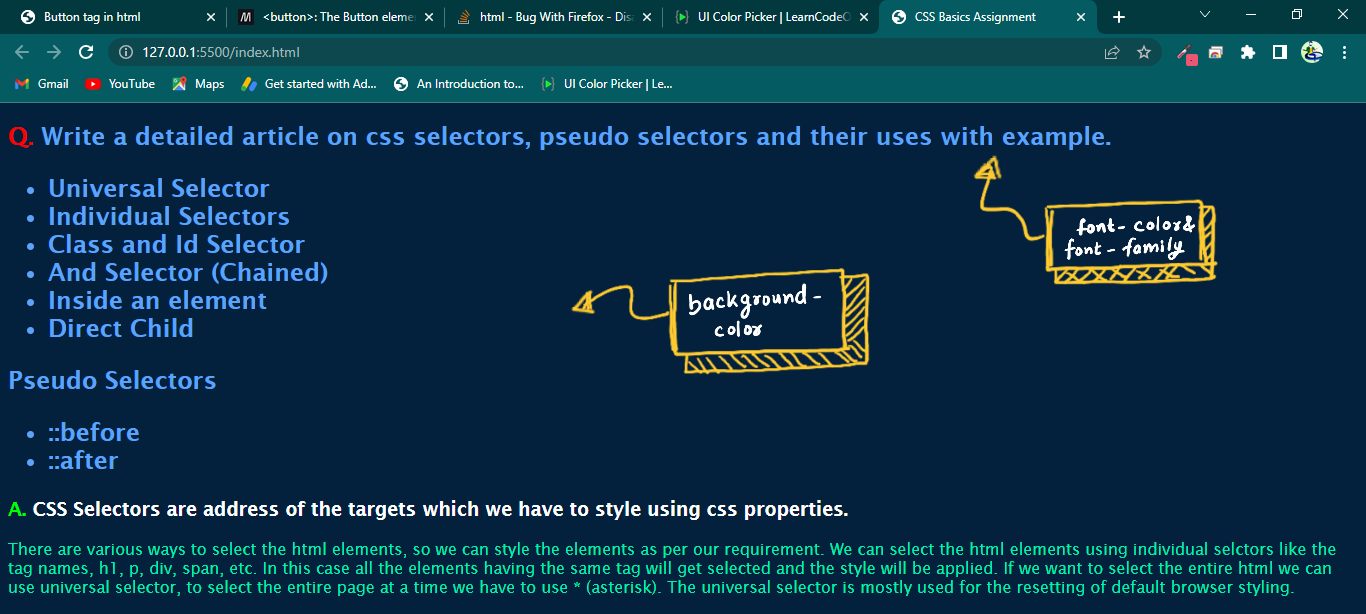 Button tag in html
<button>: The Button eleme
html - Bug With Firefox - Dis
UI Color Picker | LearnCodeO
CSS Basics Assignment
127.0.0.1:5500/index.html
Gmail
YouTube
Maps
Get started with Ad...
An Introduction to...
UI Color Picker | Le...
Q. Write a detailed article on css selectors, pseudo selectors and their uses with example.
• Universal Selector
• Individual Selectors
• Class and Id Selector
• And Selector (Chained)
• Inside an element
• Direct Child
font-color&
font-family
background-
color
Pseudo Selectors
• ::before
• ::after
A. CSS Selectors are address of the targets which we have to style using css properties.
There are various ways to select the html elements, so we can style the elements as per our requirement. We can select the html elements using individual selctors like the
tag names, h1, p, div, span, etc. In this case all the elements having the same tag will get selected and the style will be applied. If we want to select the entire html we can
use universal selector, to select the entire page at a time we have to use * (asterisk). The universal selector is mostly used for the resetting of default browser styling.